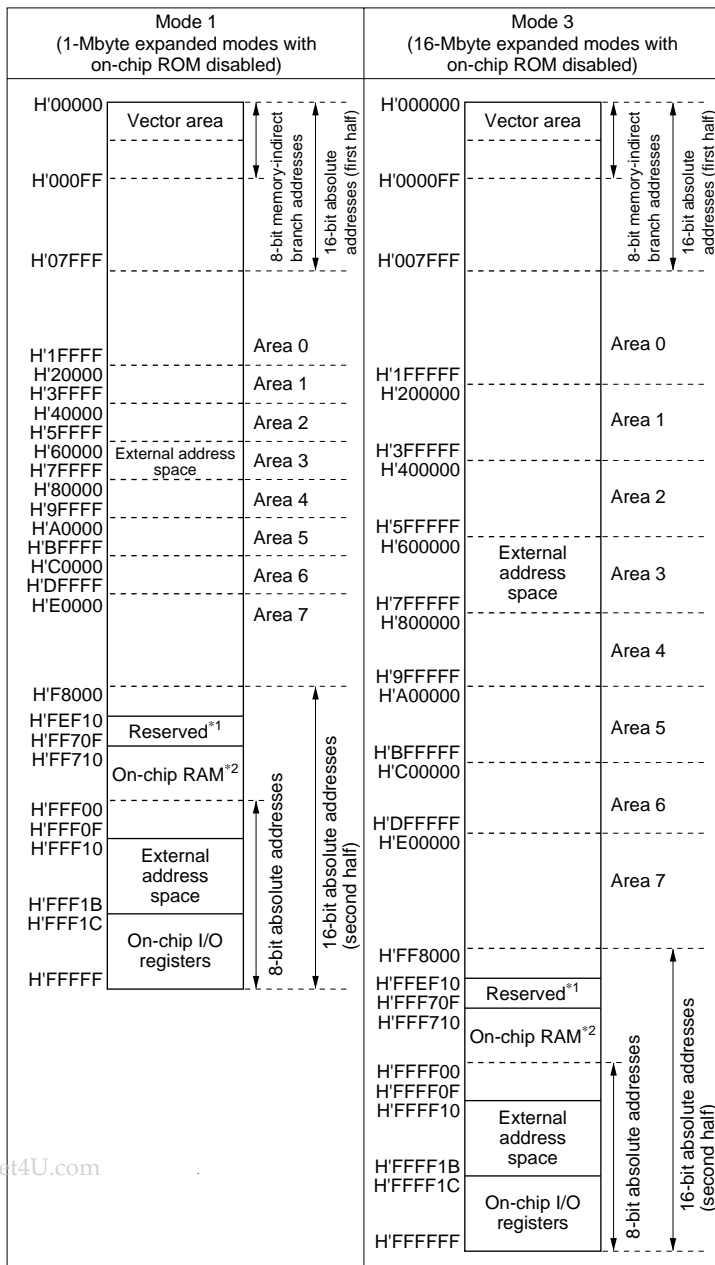 Mode 1
(1-Mbyte expanded modes with
on-chip ROM disabled)
H'00000
Vector area
H'000FF
8-bit memory-indirect
branch addresses
16-bit absolute
addresses (first half)
H'07FFF
Area 0
H'1FFFF
H'20000
Area 1
H'3FFFF
H'40000
Area 2
H'5FFFF
H'60000
External address
space
Area 3
H'7FFFF
H'80000
Area 4
H'9FFFF
H'A0000
Area 5
H'BFFFF
H'C0000
Area 6
H'DFFFF
H'E0000
Area 7
H'F8000
H'FEF10
Reserved*1
H'FF70F
H'FF710
On-chip RAM*2
H'FFF00
H'FFF0F
H'FFF10
External
address
space
H'FFF1B
H'FFF1C
On-chip I/O
registers
H'FFFFF
8-bit absolute addresses
16-bit absolute addresses
(second half)
Mode 3
(16-Mbyte expanded modes with
on-chip ROM disabled)
H'000000
Vector area
H'0000FF
8-bit memory-indirect
branch addresses
16-bit absolute
addresses (first half)
H'007FFF
Area 0
H'1FFFFF
H'200000
Area 1
H'3FFFFF
H'400000
Area 2
H'5FFFFF
H'600000
External
address
space
Area 3
H'7FFFFF
H'800000
Area 4
H'9FFFFF
H'A00000
Area 5
H'BFFFFF
H'C00000
Area 6
H'DFFFFF
H'E00000
Area 7
H'FF8000
H'FFEF10
Reserved*1
H'FFF70F
H'FFF710
On-chip RAM*2
H'FFFF00
H'FFFF0F
H'FFFF10
External
address
space
H'FFFF1B
H'FFFF1C
On-chip I/O
registers
H'FFFFFF
8-bit absolute addresses
16-bit absolute addresses
(second half)
et4U.com